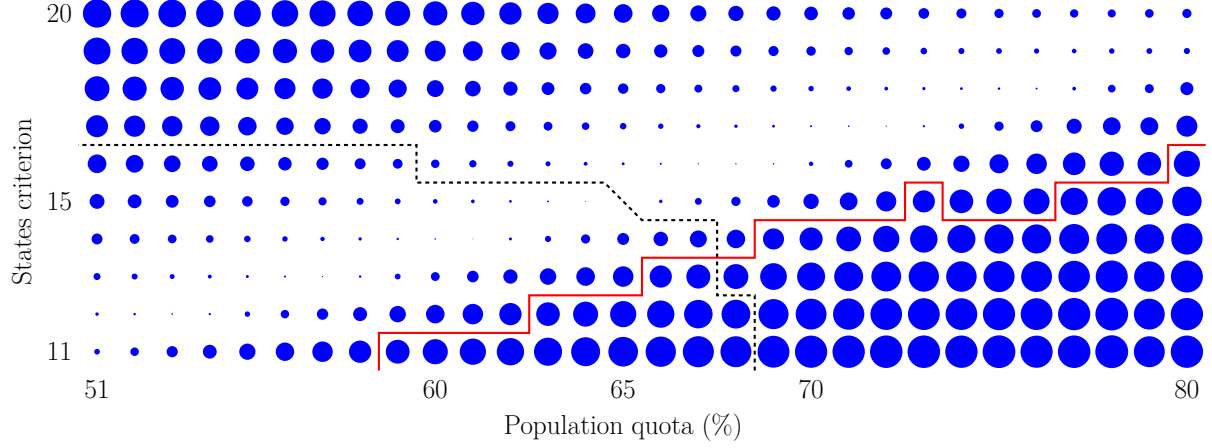 20
States criterion
15
11
51 60 65 70 80
Population quota (%)